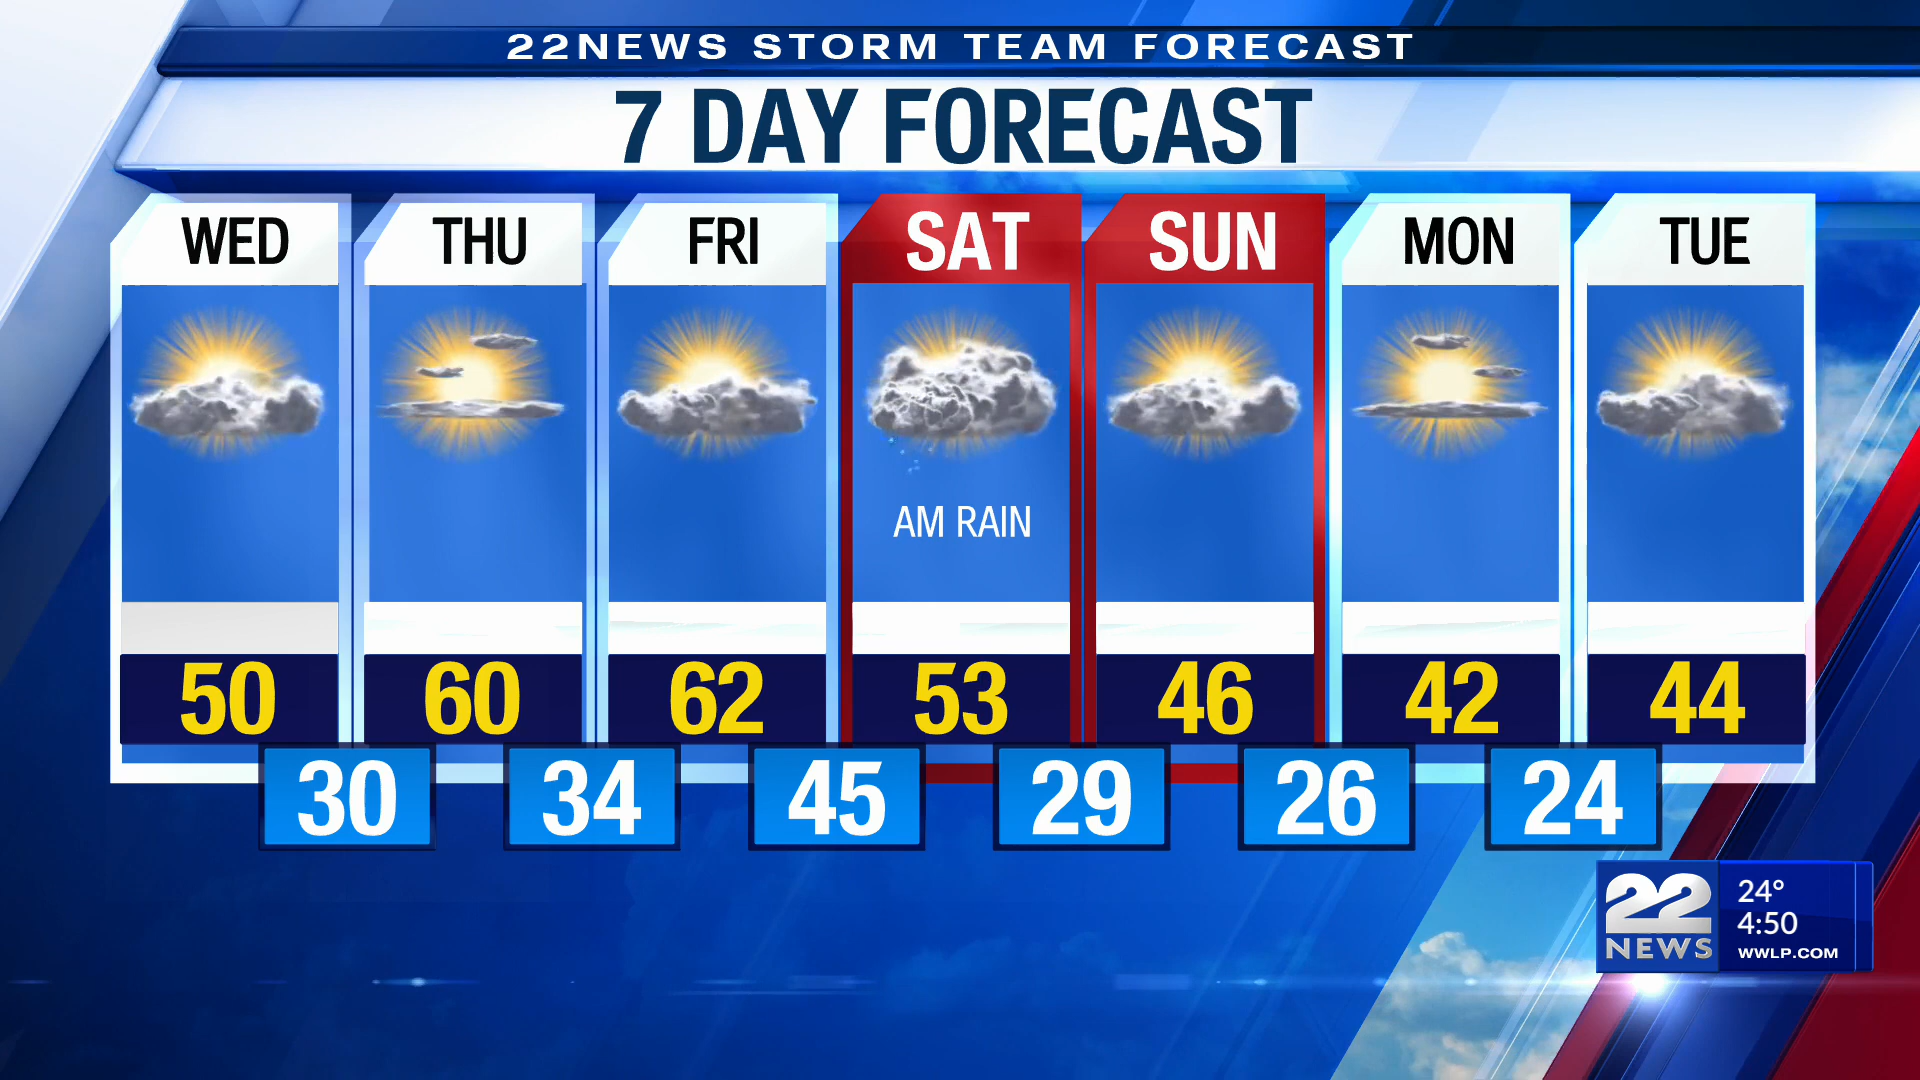 22NEWS STORM TEAM FORECAST
7 DAY FORECAST
WED THU FRI SAT SUN MON TUE
AM RAIN
50 60 62 53 46 42 44
30 34 45 29 26 24
22 NEWS
24°
4:50
WWLP.COM